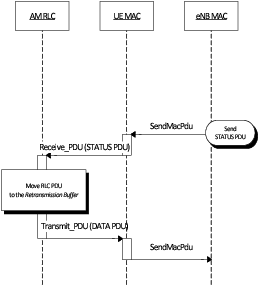 AM RLC
UE MAC
eNB MAC
SendMacPdu
Send
STATUS PDU
Receive_PDU (STATUS PDU)
Move RLC PDU
to the Retransmission Buffer
Transmit_PDU (DATA PDU)
SendMacPdu